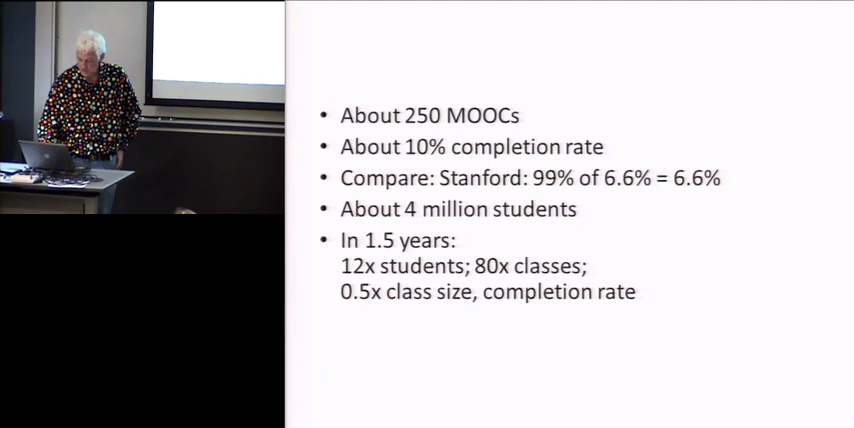 • About 250 MOOCs
• About 10% completion rate
• Compare: Stanford: 99% of 6.6% = 6.6%
• About 4 million students
• In 1.5 years:
12x students; 80x classes;
0.5x class size, completion rate